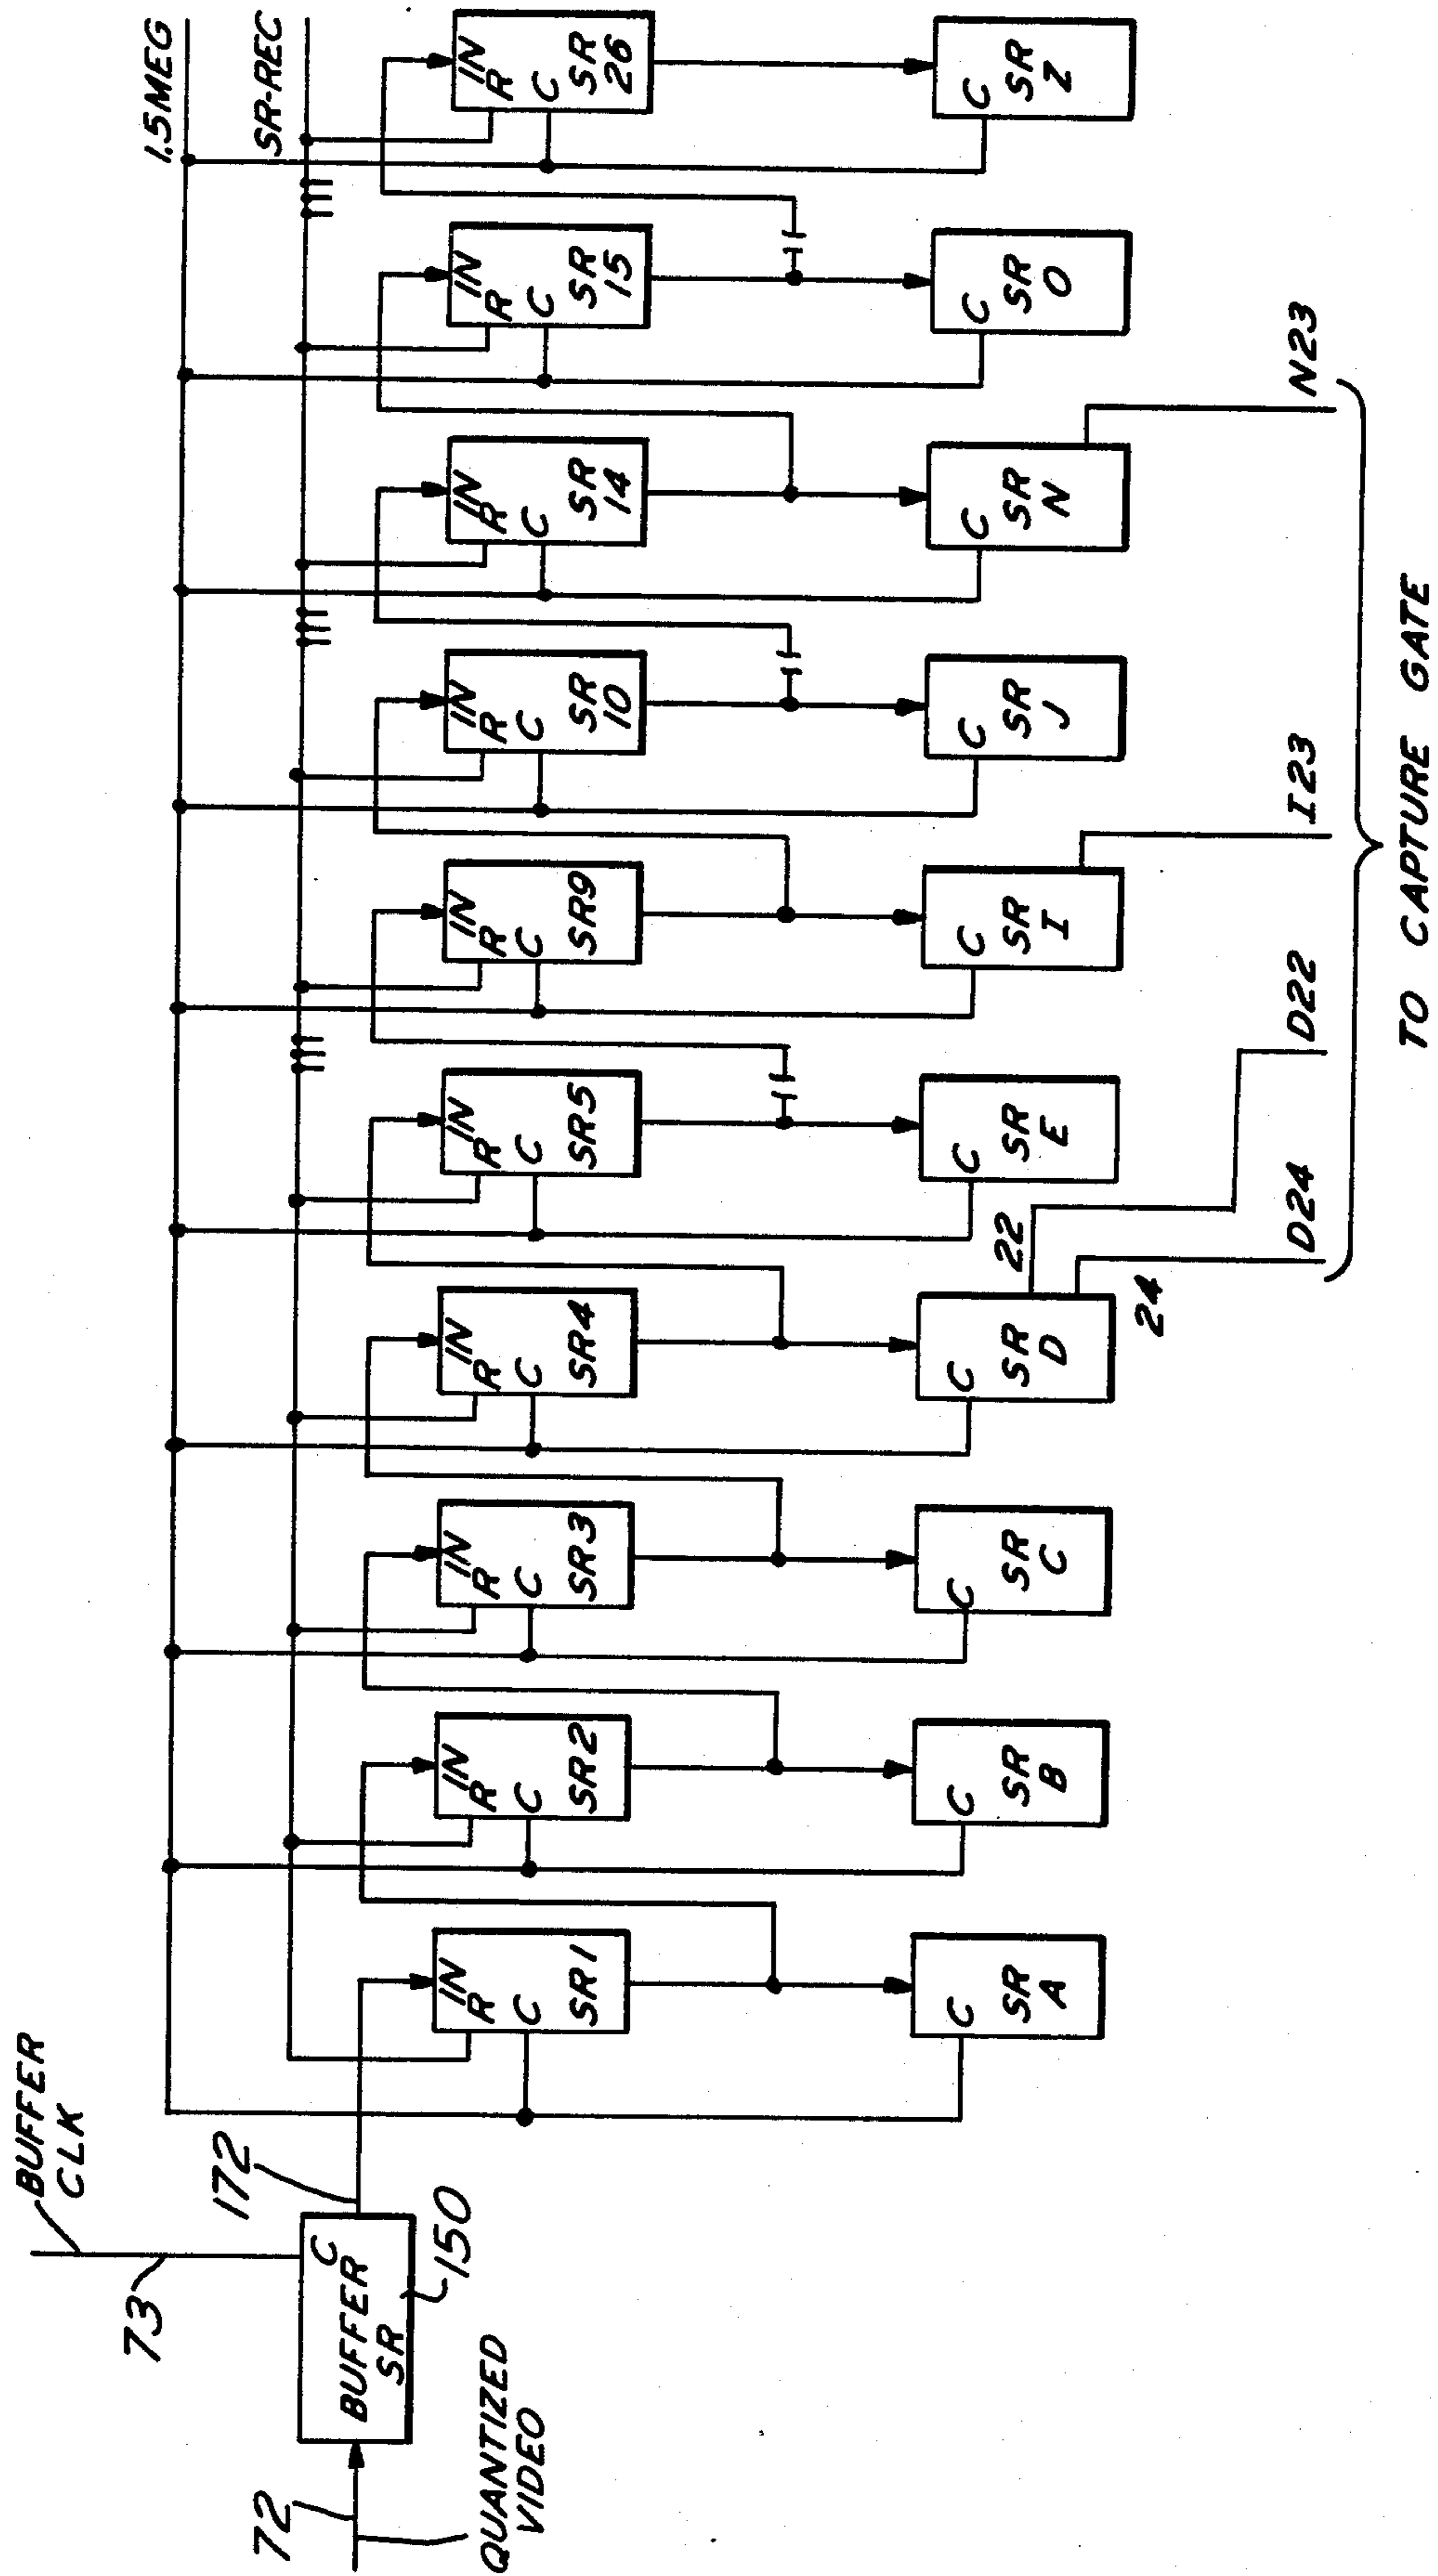 BUFFER
CLK
73
172
1.5MEG
SR-REC
72
QUANTIZED
VIDEO
C
BUFFER
SR
150
IN
R
C
SR1
IN
R
C
SR2
IN
R
C
SR3
IN
R
C
SR4
IN
R
C
SR5
IN
R
C
SR9
IN
R
C
SR
10
IN
R
C
SR
14
IN
R
C
SR
15
IN
R
C
SR
26
C
SR
A
C
SR
B
C
SR
C
C
SR
D
22
24
C
SR
E
C
SR
I
C
SR
J
C
SR
N
C
SR
O
C
SR
Z
D24
D22
I23
N23
TO CAPTURE GATE